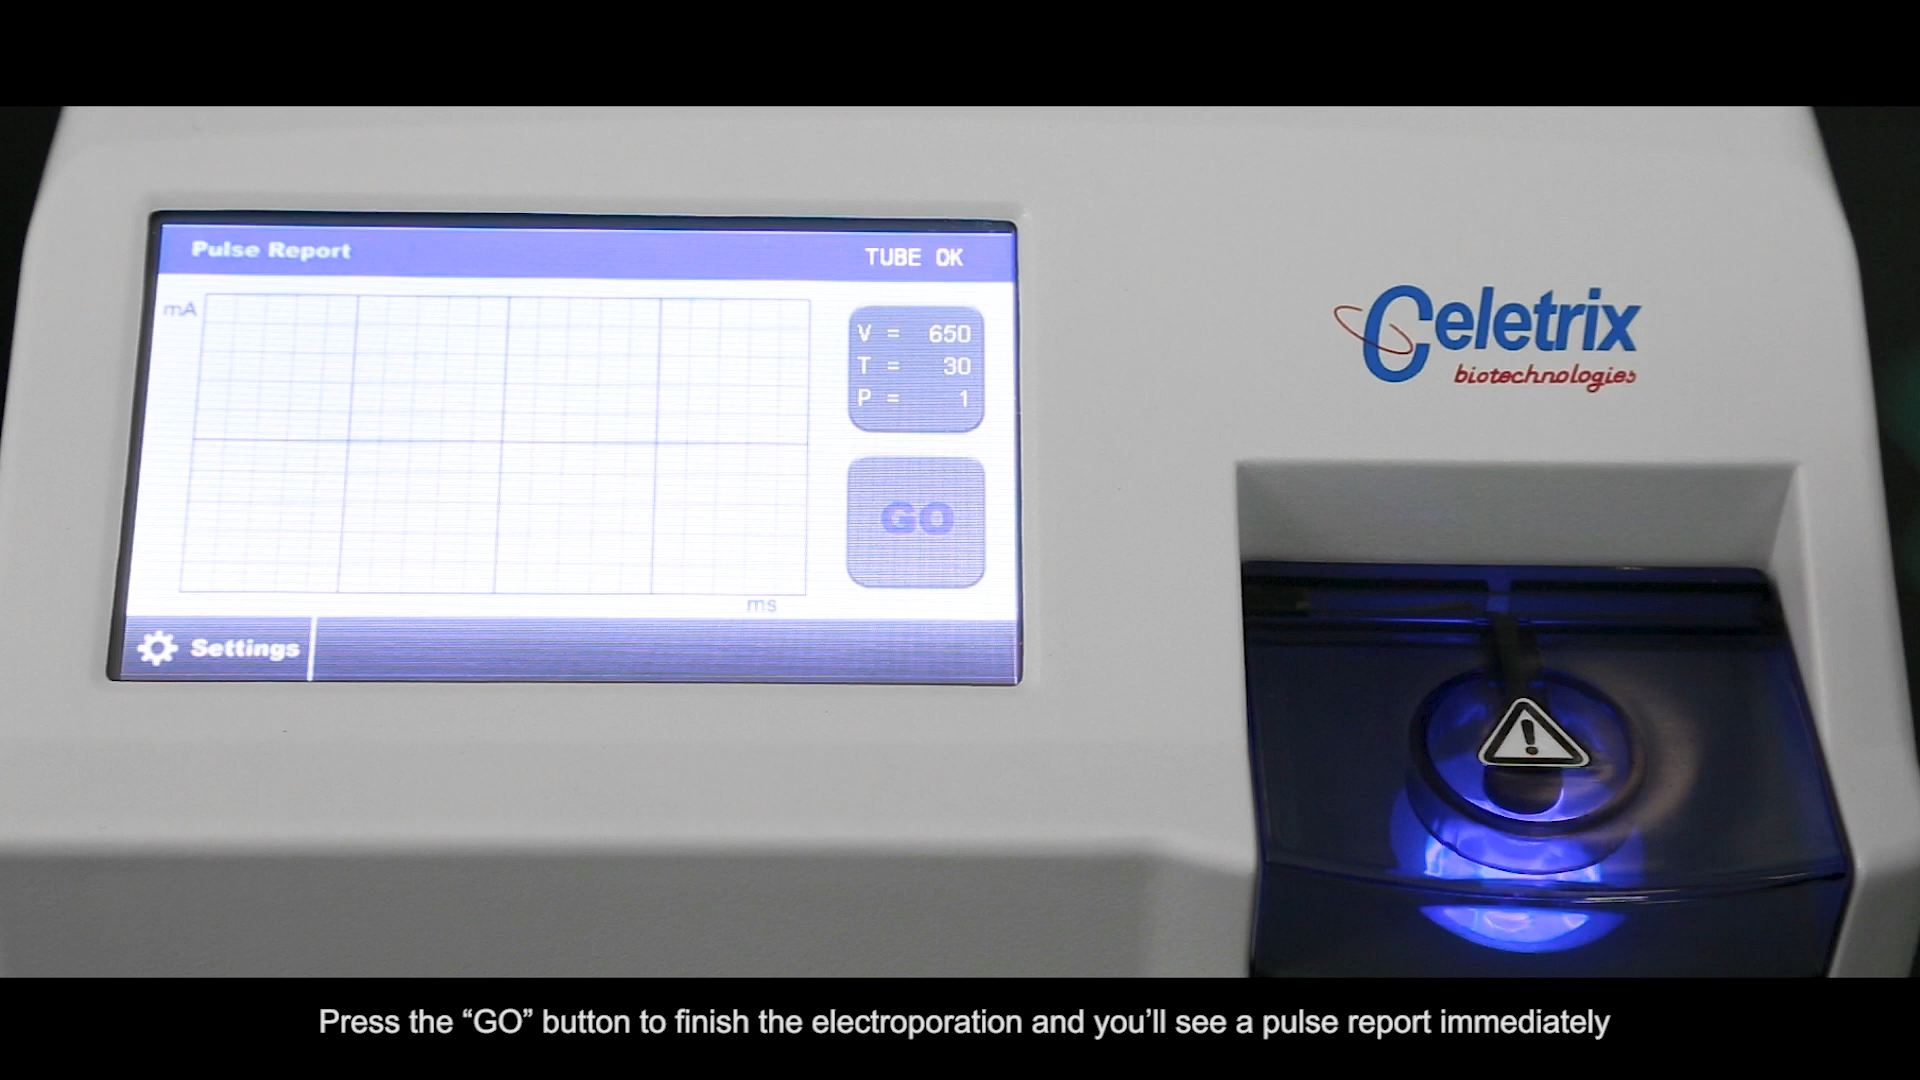 Pulse Report
TUBE OK
mA
V = 650
T = 30
P = 1
GO
ms
Settings
Celetrix
biotechnologies
Press the “GO” button to finish the electroporation and you’ll see a pulse report immediately